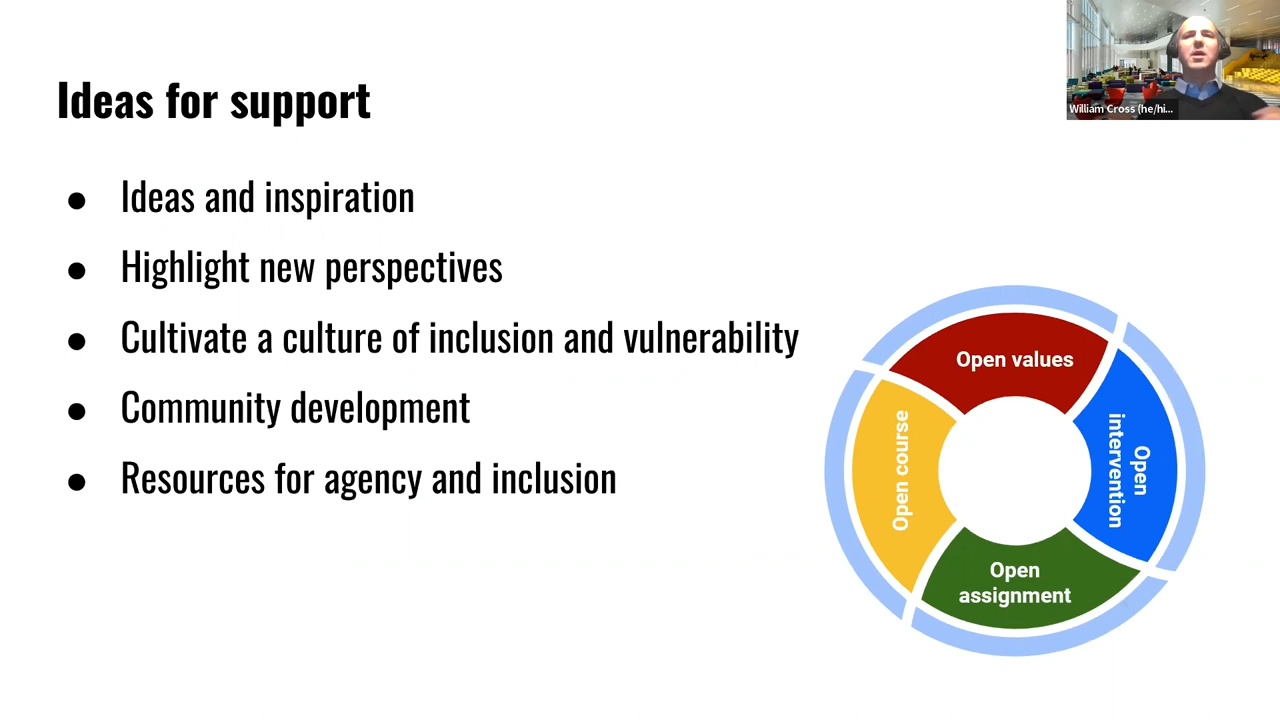 William Cross (he/hi...
Ideas for support
● Ideas and inspiration
● Highlight new perspectives
● Cultivate a culture of inclusion and vulnerability
● Community development
● Resources for agency and inclusion
Open values
Open
intervention
Open
assignment
Open course